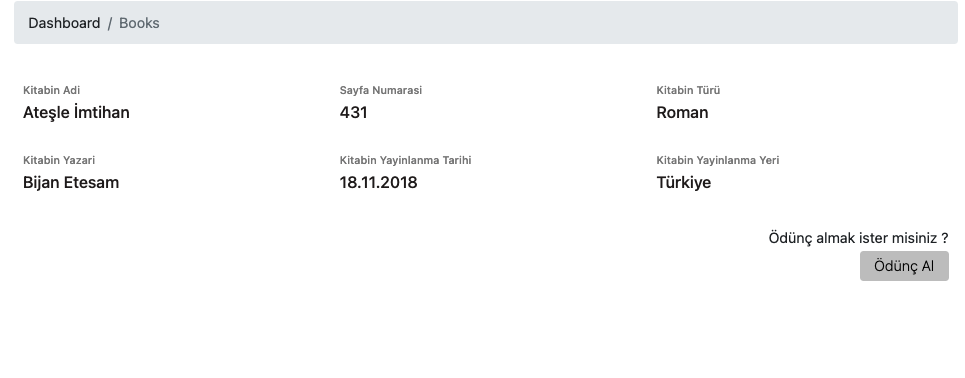 Dashboard / Books
Kitabin Adi
Sayfa Numarasi
Kitabin Türü
Ateşle İmtihan
431
Roman
Kitabin Yazari
Kitabin Yayinlanma Tarihi
Kitabin Yayinlanma Yeri
Bijan Etesam
18.11.2018
Türkiye
Ödünç almak ister misiniz ?
Ödünç Al